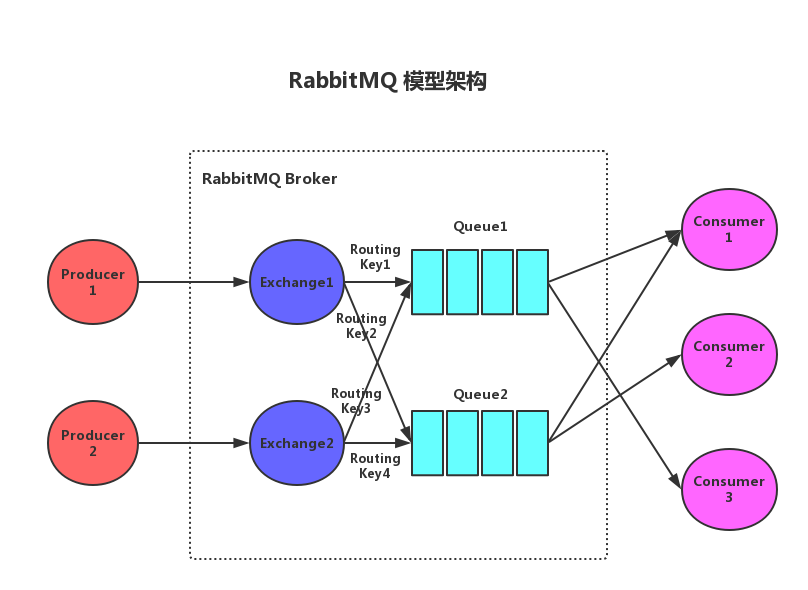 RabbitMQ 模型架构
RabbitMQ Broker
Producer
1
Exchange1
Routing
Key1
Queue1
Consumer
1
Routing
Key2
Consumer
2
Routing
Key3
Queue2
Producer
2
Exchange2
Routing
Key4
Consumer
3